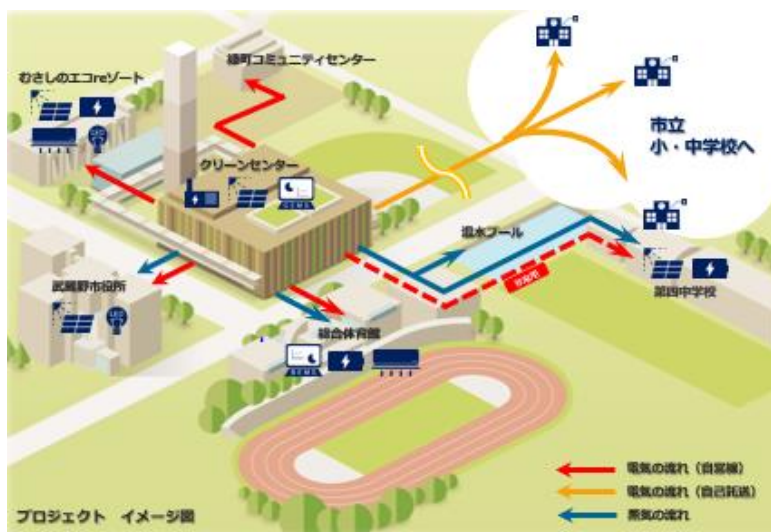 緑町コミュニティセンター
むさしのエコreゾート
クリーンセンター
市立
小・中学校へ
温水プール
武蔵野市役所
第四中学校
総合体育館
電気の流れ（自営線）
電気の流れ（自己託送）
蒸気の流れ
プロジェクト　イメージ図